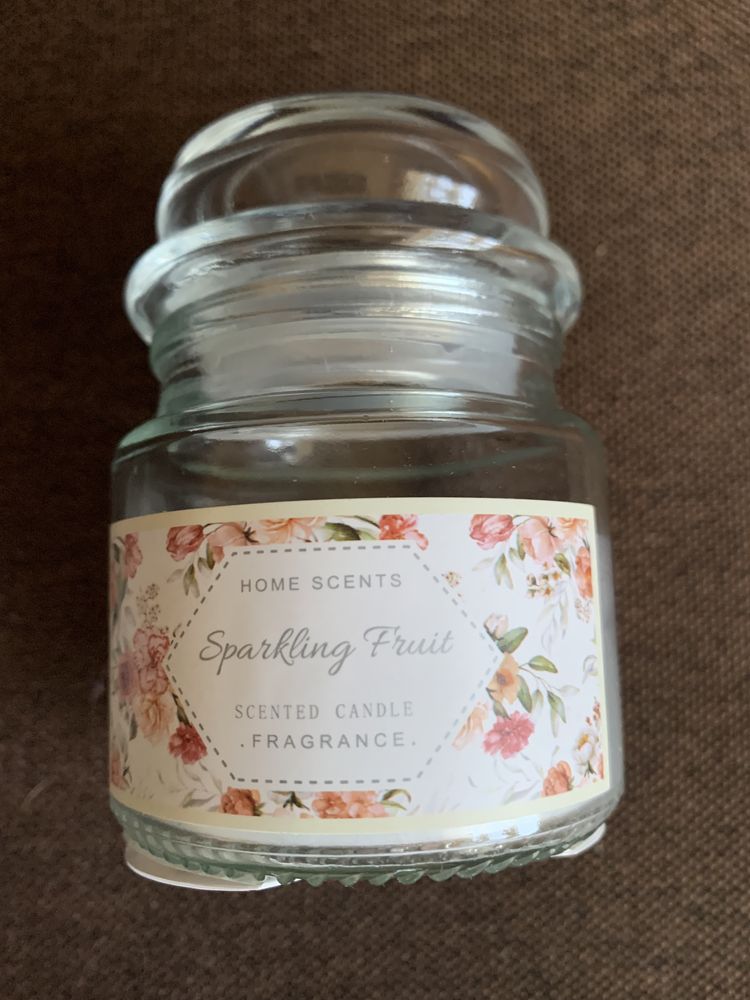 HOME SCENTS
Sparkling Fruit
SCENTED CANDLE
.FRAGRANCE.